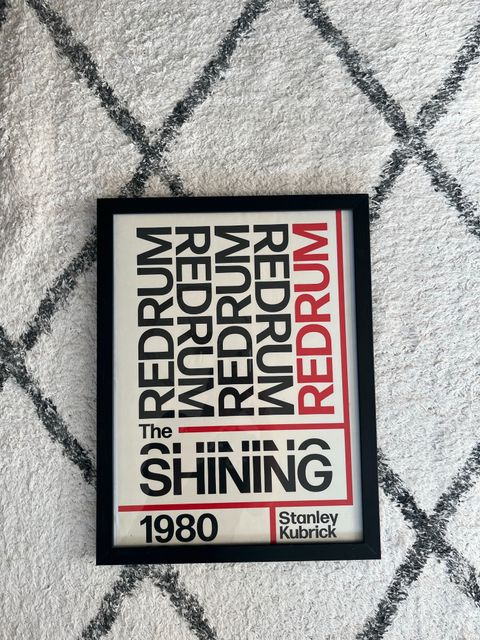 REDRUM
REDRUM
REDRUM
REDRUM
REDRUM
The
SHINING
1980
Stanley
Kubrick